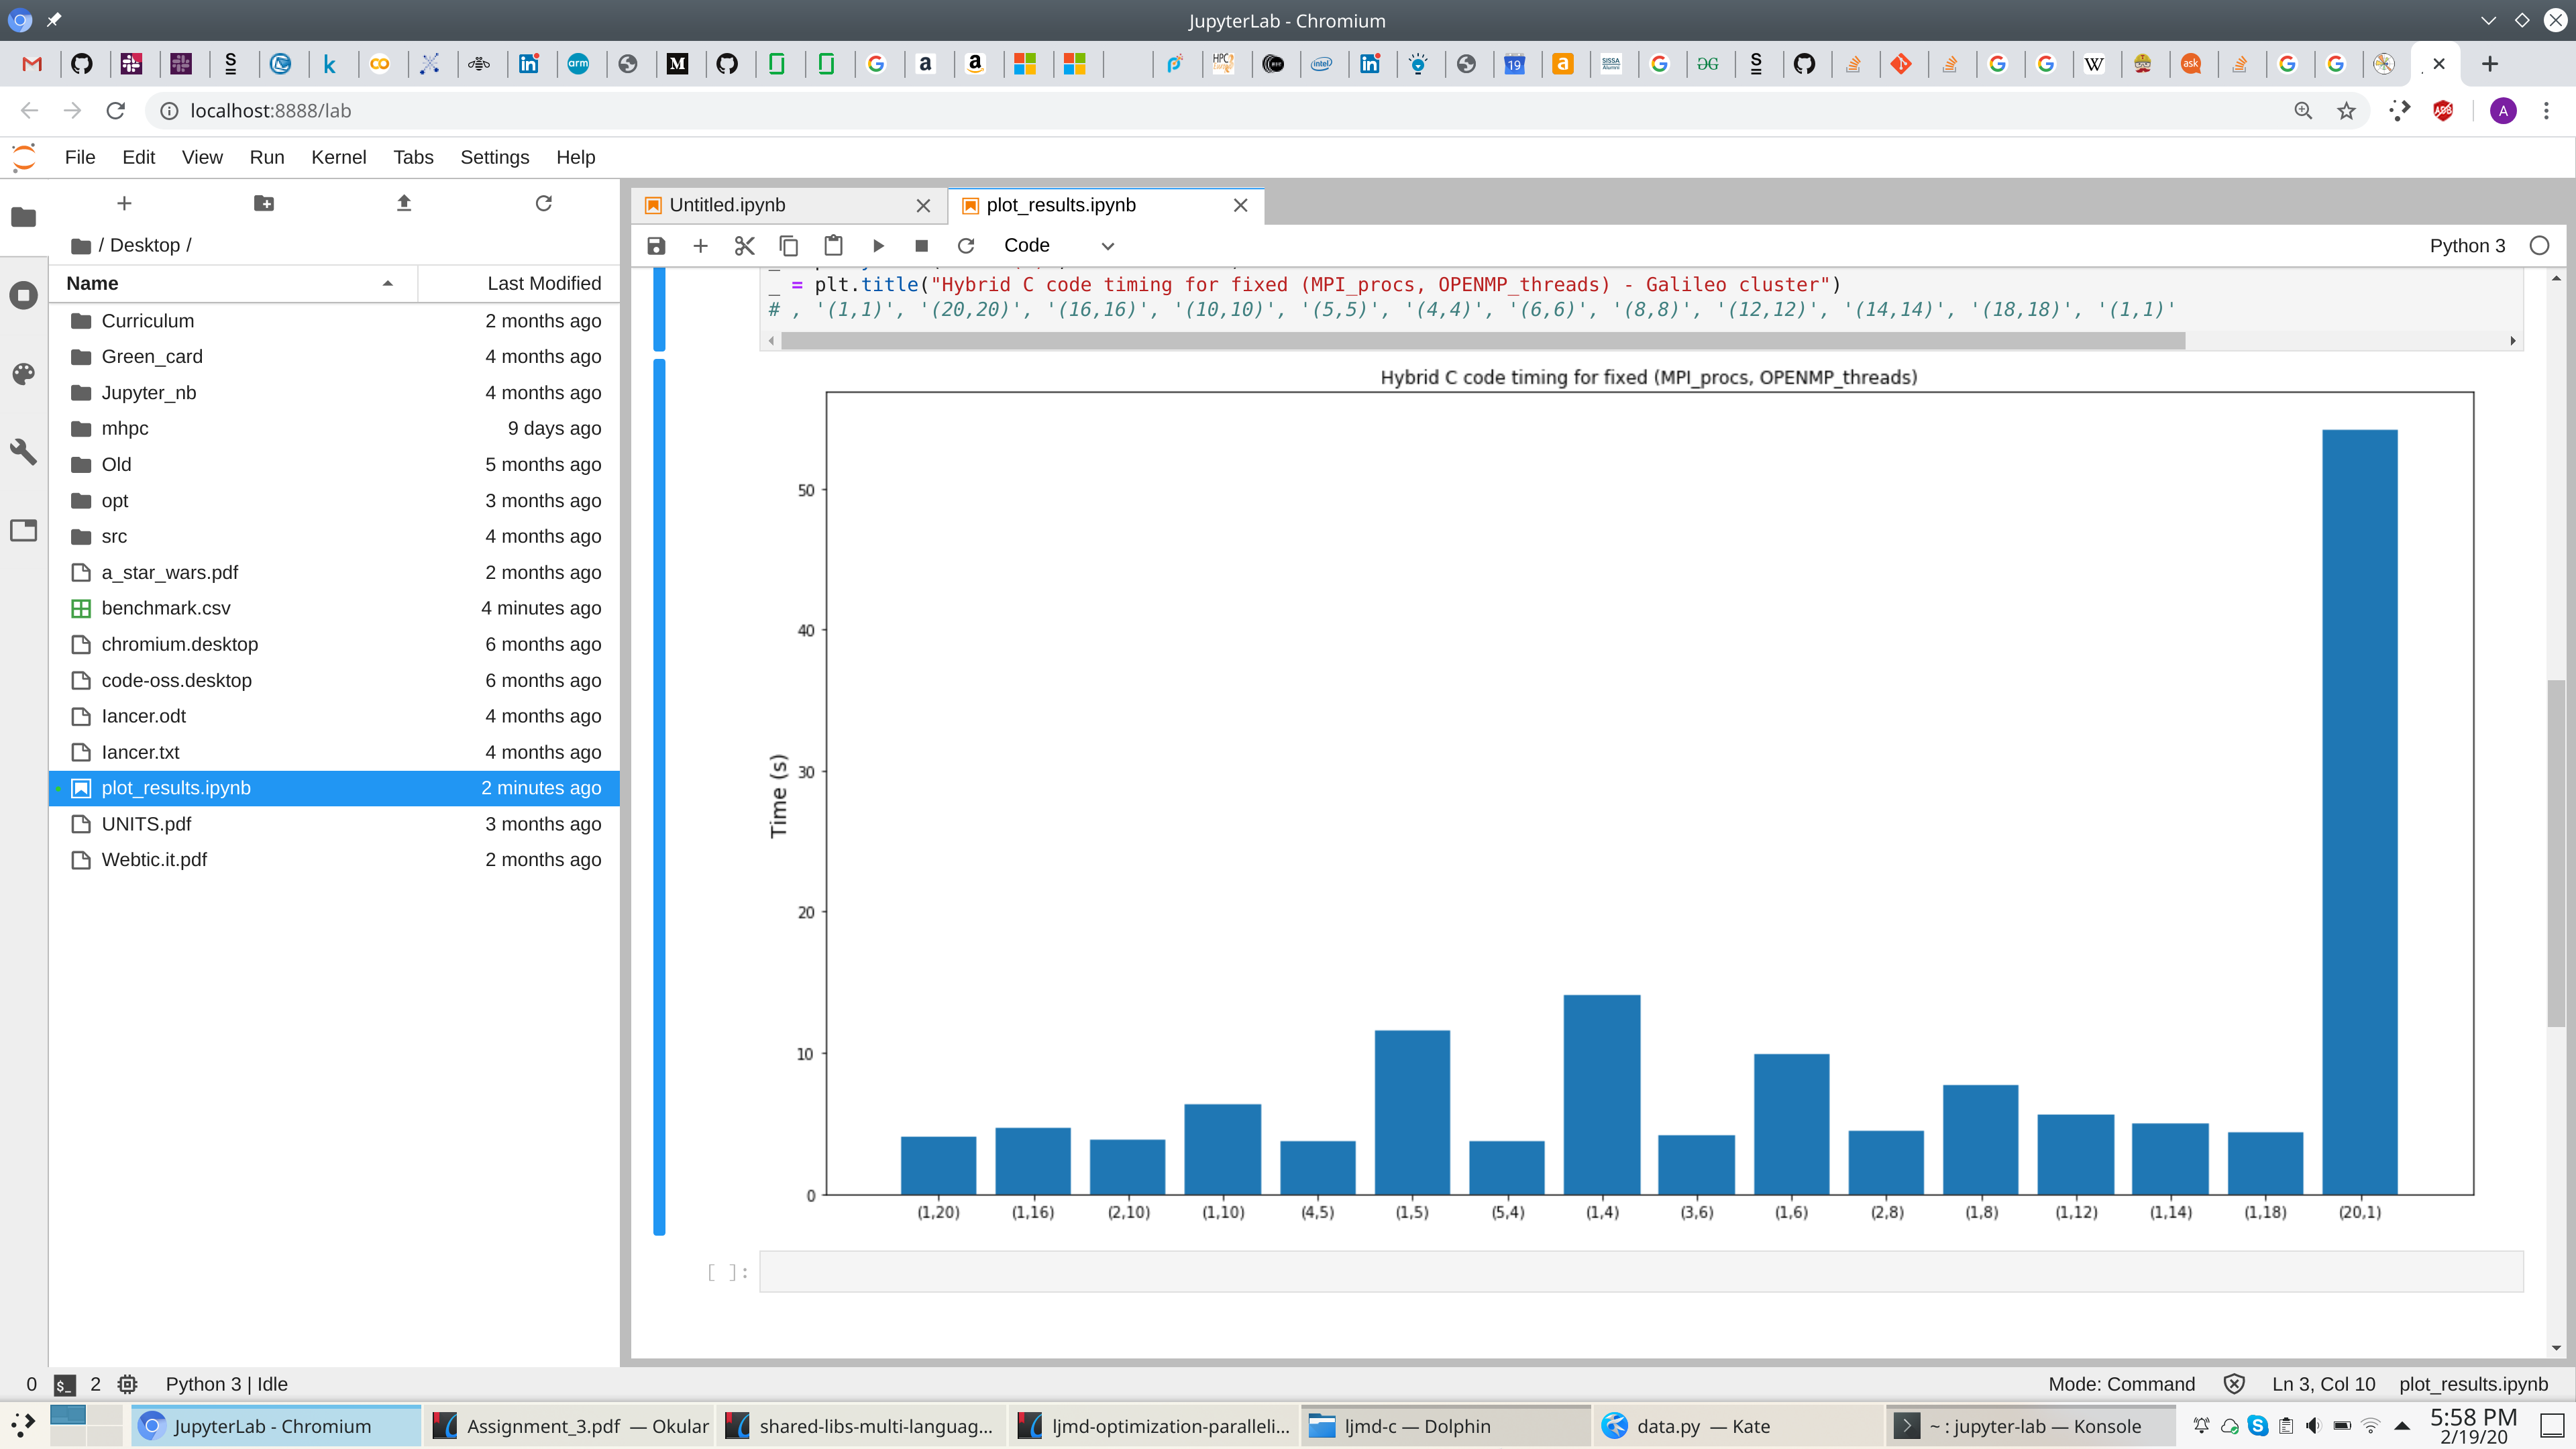 JupyterLab - Chromium
localhost:8888/lab
File Edit View Run Kernel Tabs Settings Help
/ Desktop /
Name Last Modified
Curriculum 2 months ago
Green_card 4 months ago
Jupyter_nb 4 months ago
mhpc 9 days ago
Old 5 months ago
opt 3 months ago
src 4 months ago
a_star_wars.pdf 2 months ago
benchmark.csv 4 minutes ago
chromium.desktop 6 months ago
code-oss.desktop 6 months ago
lancer.odt 4 months ago
lancer.txt 4 months ago
plot_results.ipynb 2 minutes ago
UNITS.pdf 3 months ago
Webtic.it.pdf 2 months ago
Untitled.ipynb plot_results.ipynb
Code Python 3
_ = plt.title("Hybrid C code timing for fixed (MPI_procs, OPENMP_threads) - Galileo cluster")
# , '(1,1)', '(20,20)', '(16,16)', '(10,10)', '(5,5)', '(4,4)', '(6,6)', '(8,8)', '(12,12)', '(14,14)', '(18,18)', '(1,1)'
Hybrid C code timing for fixed (MPI_procs, OPENMP_threads)
50
40
30
20
10
0
Time (s)
(1,20) (1,16) (2,10) (1,10) (4,5) (1,5) (5,4) (1,4) (3,6) (1,6) (2,8) (1,8) (1,12) (1,14) (1,18) (20,1)
[ ]:
0 $_ 2 Python 3 | Idle Mode: Command Ln 3, Col 10 plot_results.ipynb
JupyterLab - Chromium Assignment_3.pdf — Okular shared-libs-multi-languag... ljmd-optimization-paralleli... ljmd-c — Dolphin data.py — Kate ~ : jupyter-lab — Konsole 5:58 PM
2/19/20